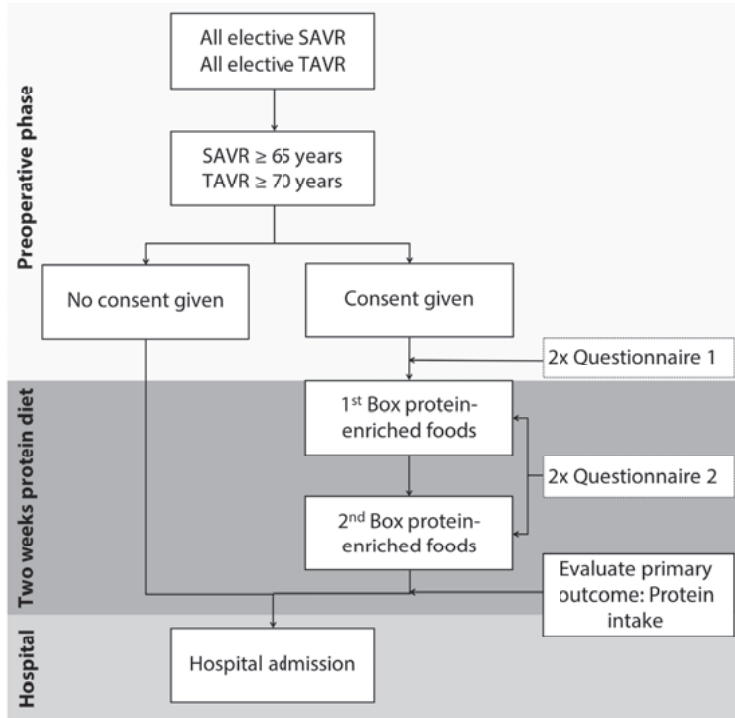 Preoperative phase
All elective SAVR
All elective TAVR
SAVR ≥ 65 years
TAVR ≥ 70 years
No consent given
Consent given
2x Questionnaire 1
Two weeks protein diet
1st Box protein-
enriched foods
2x Questionnaire 2
2nd Box protein-
enriched foods
Evaluate primary
outcome: Protein
intake
Hospital
Hospital admission